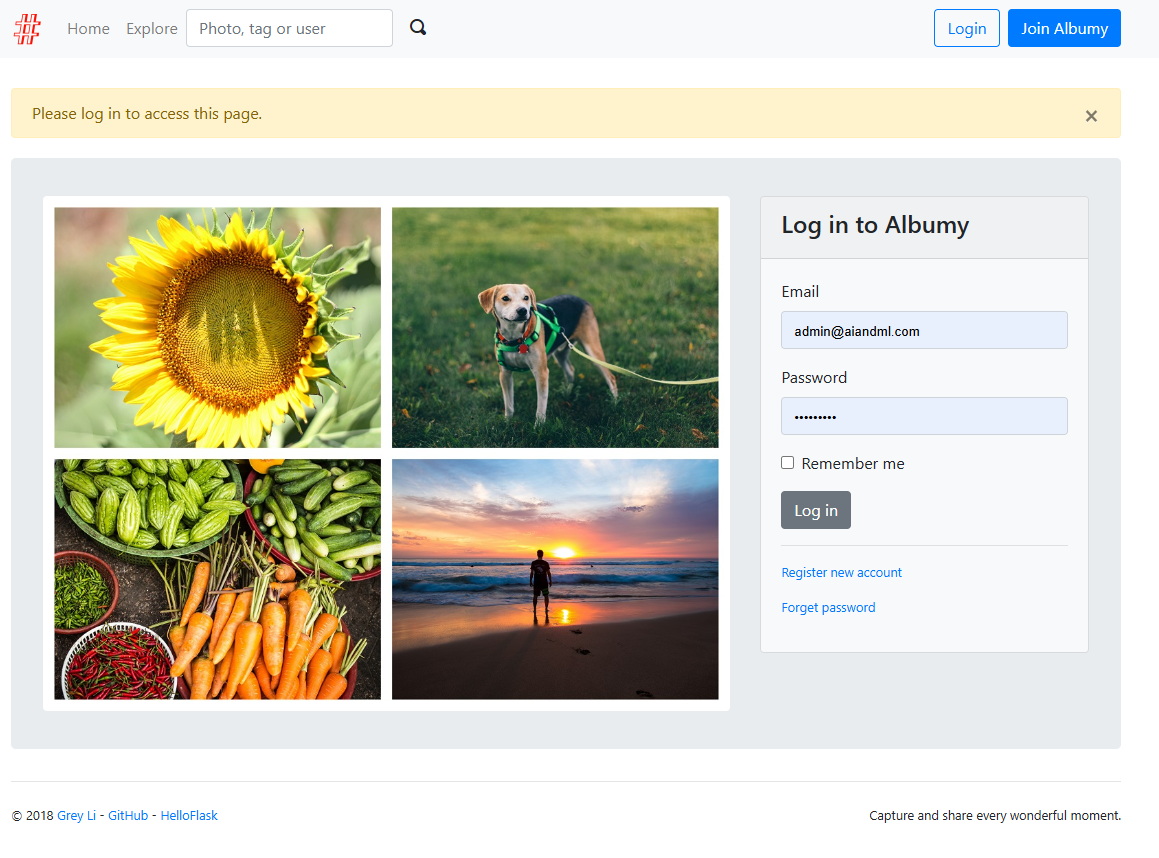 Home Explore Photo, tag or user Login Join Albumy
Please log in to access this page. ×
Log in to Albumy
Email
admin@aiandml.com
Password
•••••••••
Remember me
Log in
Register new account
Forget password
© 2018 Grey Li - GitHub - HelloFlask
Capture and share every wonderful moment.